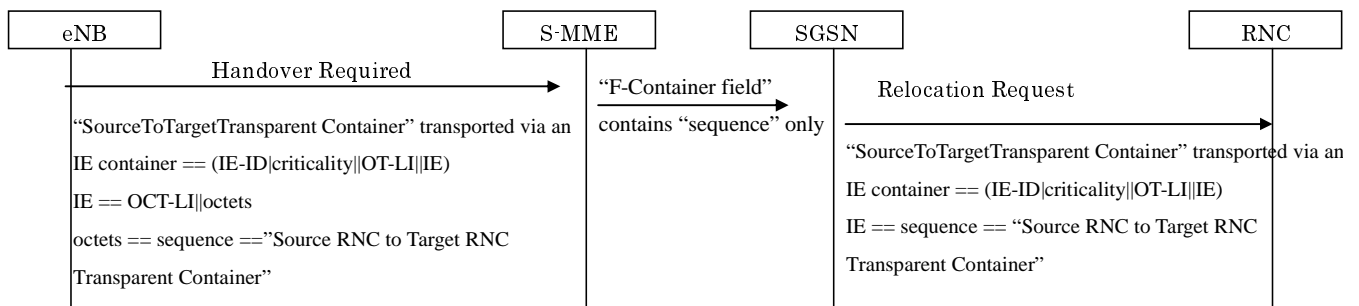 eNB
S-MME
SGSN
RNC
Handover Required
“SourceToTargetTransparent Container” transported via an
IE container == (IE-ID|criticality||OT-LI||IE)
IE == OCT-LI||octets
octets == sequence ==”Source RNC to Target RNC
Transparent Container”
“F-Container field”
contains “sequence” only
Relocation Request
“SourceToTargetTransparent Container” transported via an
IE container == (IE-ID|criticality||OT-LI||IE)
IE == sequence == “Source RNC to Target RNC
Transparent Container”